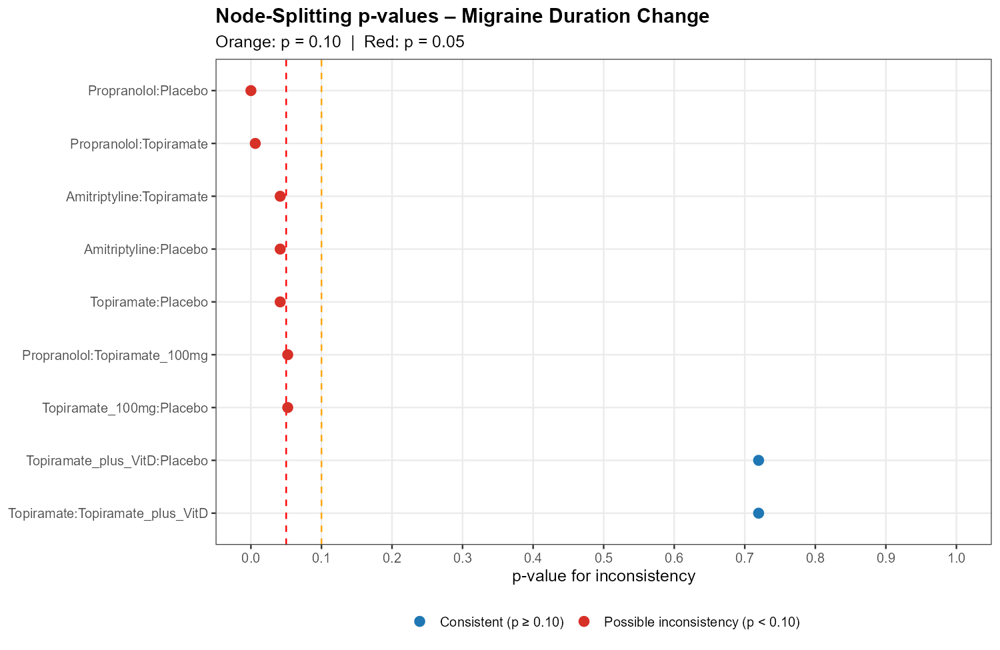 Node-Splitting p-values – Migraine Duration Change
Orange: p = 0.10 | Red: p = 0.05
Propranolol:Placebo
Propranolol:Topiramate
Amitriptyline:Topiramate
Amitriptyline:Placebo
Topiramate:Placebo
Propranolol:Topiramate_100mg
Topiramate_100mg:Placebo
Topiramate_plus_VitD:Placebo
Topiramate:Topiramate_plus_VitD
0.0 0.1 0.2 0.3 0.4 0.5 0.6 0.7 0.8 0.9 1.0
p-value for inconsistency
Consistent (p ≥ 0.10) Possible inconsistency (p < 0.10)